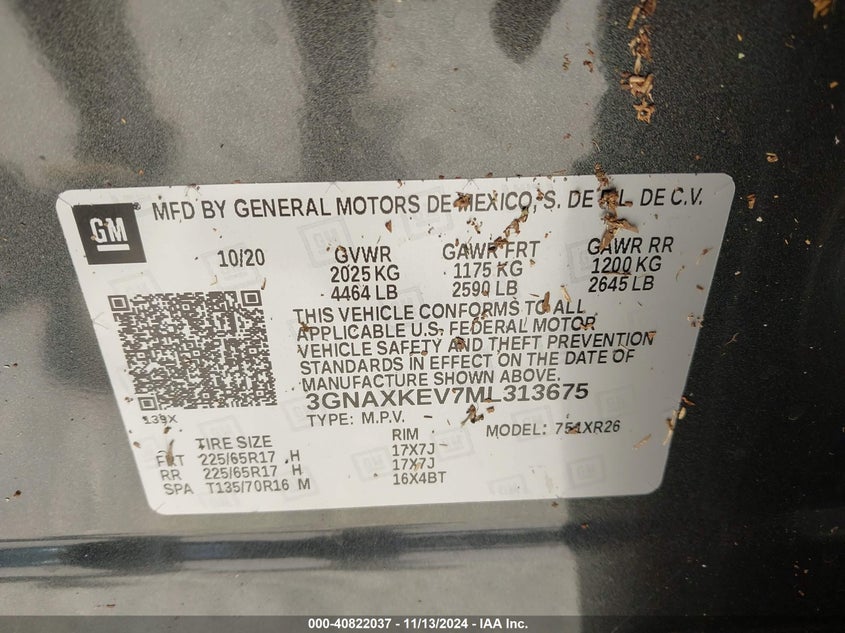 GM
MFD BY GENERAL MOTORS DE MEXICO, S. DE R.L. DE C.V.
10/20 GVWR GAWR FRT GAWR RR
2025 KG 1175 KG 1200 KG
4464 LB 2590 LB 2645 LB
THIS VEHICLE CONFORMS TO ALL
APPLICABLE U.S. FEDERAL MOTOR
VEHICLE SAFETY AND THEFT PREVENTION
STANDARDS IN EFFECT ON THE DATE OF
MANUFACTURE SHOWN ABOVE.
3GNAXKEV7ML313675
139X
TYPE: M.P.V.
MODEL: 751XR26
TIRE SIZE RIM
FRT 225/65R17 H 17X7J
RR 225/65R17 H 17X7J
SPA T135/70R16 M 16X4BT
000-40822037 - 11/13/2024 - IAA Inc.